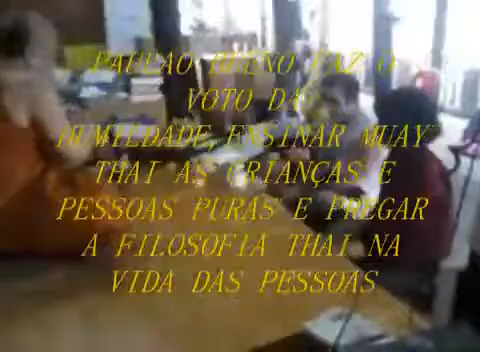 PAULAO BUENO FAZ O
VOTO DA
HUMILDADE, ENSINAR MUAY
THAI AS CRIANÇAS E
PESSOAS PURAS E PREGAR
A FILOSOFIA THAI NA
VIDA DAS PESSOAS